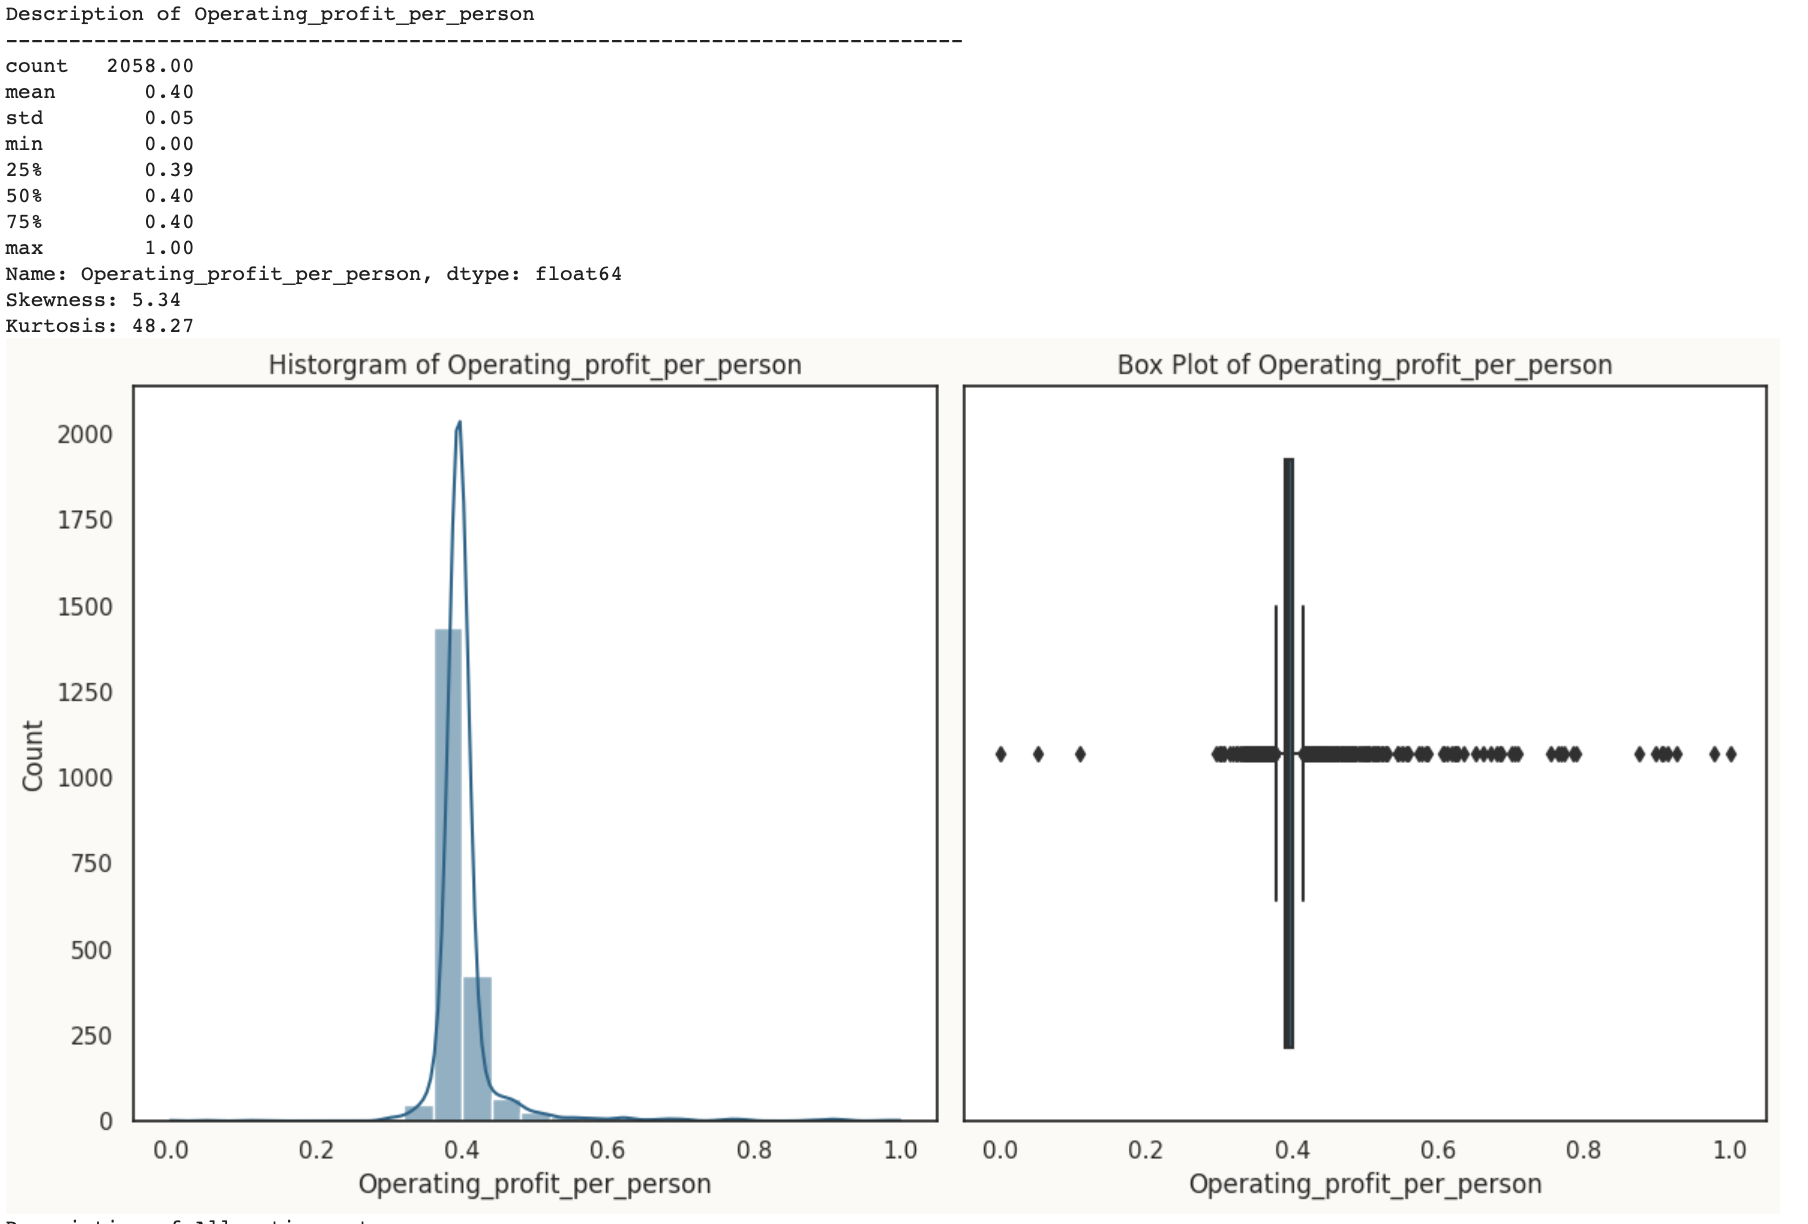 Description of Operating_profit_per_person
----------------------------------------------------------------------------
count   2058.00
mean       0.40
std        0.05
min        0.00
25%        0.39
50%        0.40
75%        0.40
max        1.00
Name: Operating_profit_per_person, dtype: float64
Skewness: 5.34
Kurtosis: 48.27
Historgram of Operating_profit_per_person
2000
1750
1500
1250
1000
750
500
250
0
Count
0.0 0.2 0.4 0.6 0.8 1.0
Operating_profit_per_person
Box Plot of Operating_profit_per_person
0.0 0.2 0.4 0.6 0.8 1.0
Operating_profit_per_person